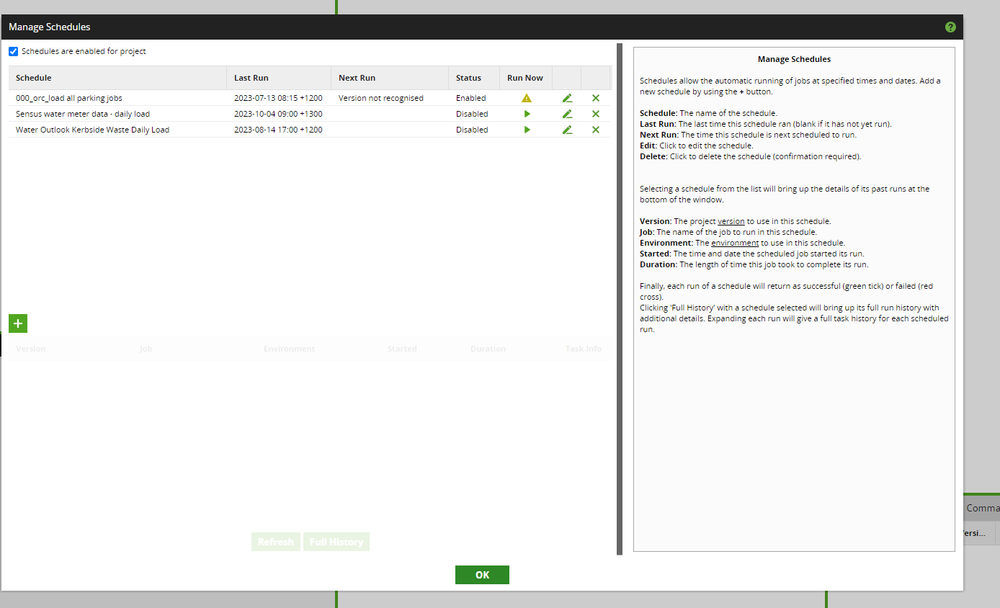 Manage Schedules
?
Schedules are enabled for project
Schedule Last Run Next Run Status Run Now
000_orc_load all parking jobs 2023-07-13 08:15 +1200 Version not recognised Enabled
Sensus water meter data - daily load 2023-10-04 09:00 +1300 Disabled
Water Outlook Kerbside Waste Daily Load 2023-08-14 17:00 +1200 Disabled
+
Version Job Environment Started Duration Task Info
Refresh Full History
OK
Manage Schedules
Schedules allow the automatic running of jobs at specified times and dates. Add a
new schedule by using the + button.
Schedule: The name of the schedule.
Last Run: The last time this schedule ran (blank if it has not yet run).
Next Run: The time this schedule is next scheduled to run.
Edit: Click to edit the schedule.
Delete: Click to delete the schedule (confirmation required).
Selecting a schedule from the list will bring up the details of its past runs at the
bottom of the window.
Version: The project version to use in this schedule.
Job: The name of the job to run in this schedule.
Environment: The environment to use in this schedule.
Started: The time and date the scheduled job started its run.
Duration: The length of time this job took to complete its run.
Finally, each run of a schedule will return as successful (green tick) or failed (red
cross).
Clicking 'Full History' with a schedule selected will bring up its full run history with
additional details. Expanding each run will give a full task history for each scheduled
run.
Comma
ersi...